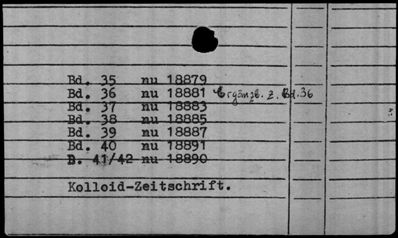 Bd. 35 nu 18879
Bd. 36 nu 18881 Ergänzb. z. Bd. 36
Bd. 37 nu 18883
Bd. 38 nu 18885
Bd. 39 nu 18887
Bd. 40 nu 18891
B. 41/42 nu 18890
Kolloid-Zeitschrift.